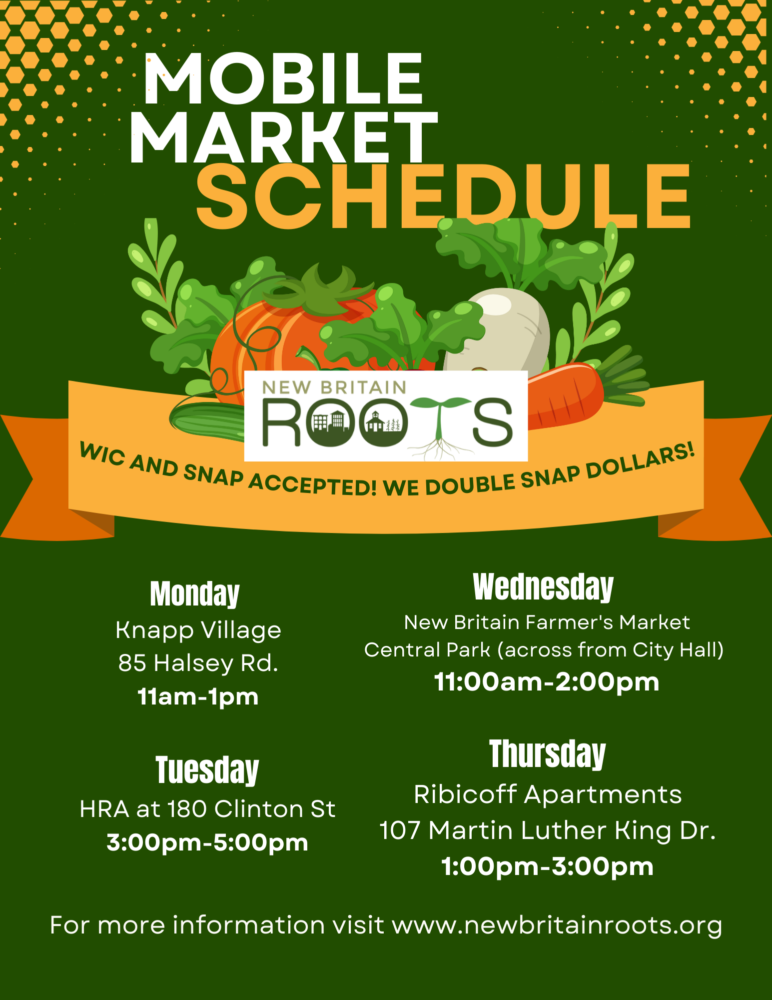 MOBILE
MARKET
SCHEDULE
NEW BRITAIN
ROOTS
WIC AND SNAP ACCEPTED! WE DOUBLE SNAP DOLLARS!
Monday
Knapp Village
85 Halsey Rd.
11am-1pm
Tuesday
HRA at 180 Clinton St
3:00pm-5:00pm
Wednesday
New Britain Farmer's Market
Central Park (across from City Hall)
11:00am-2:00pm
Thursday
Ribicoff Apartments
107 Martin Luther King Dr.
1:00pm-3:00pm
For more information visit www.newbritainroots.org